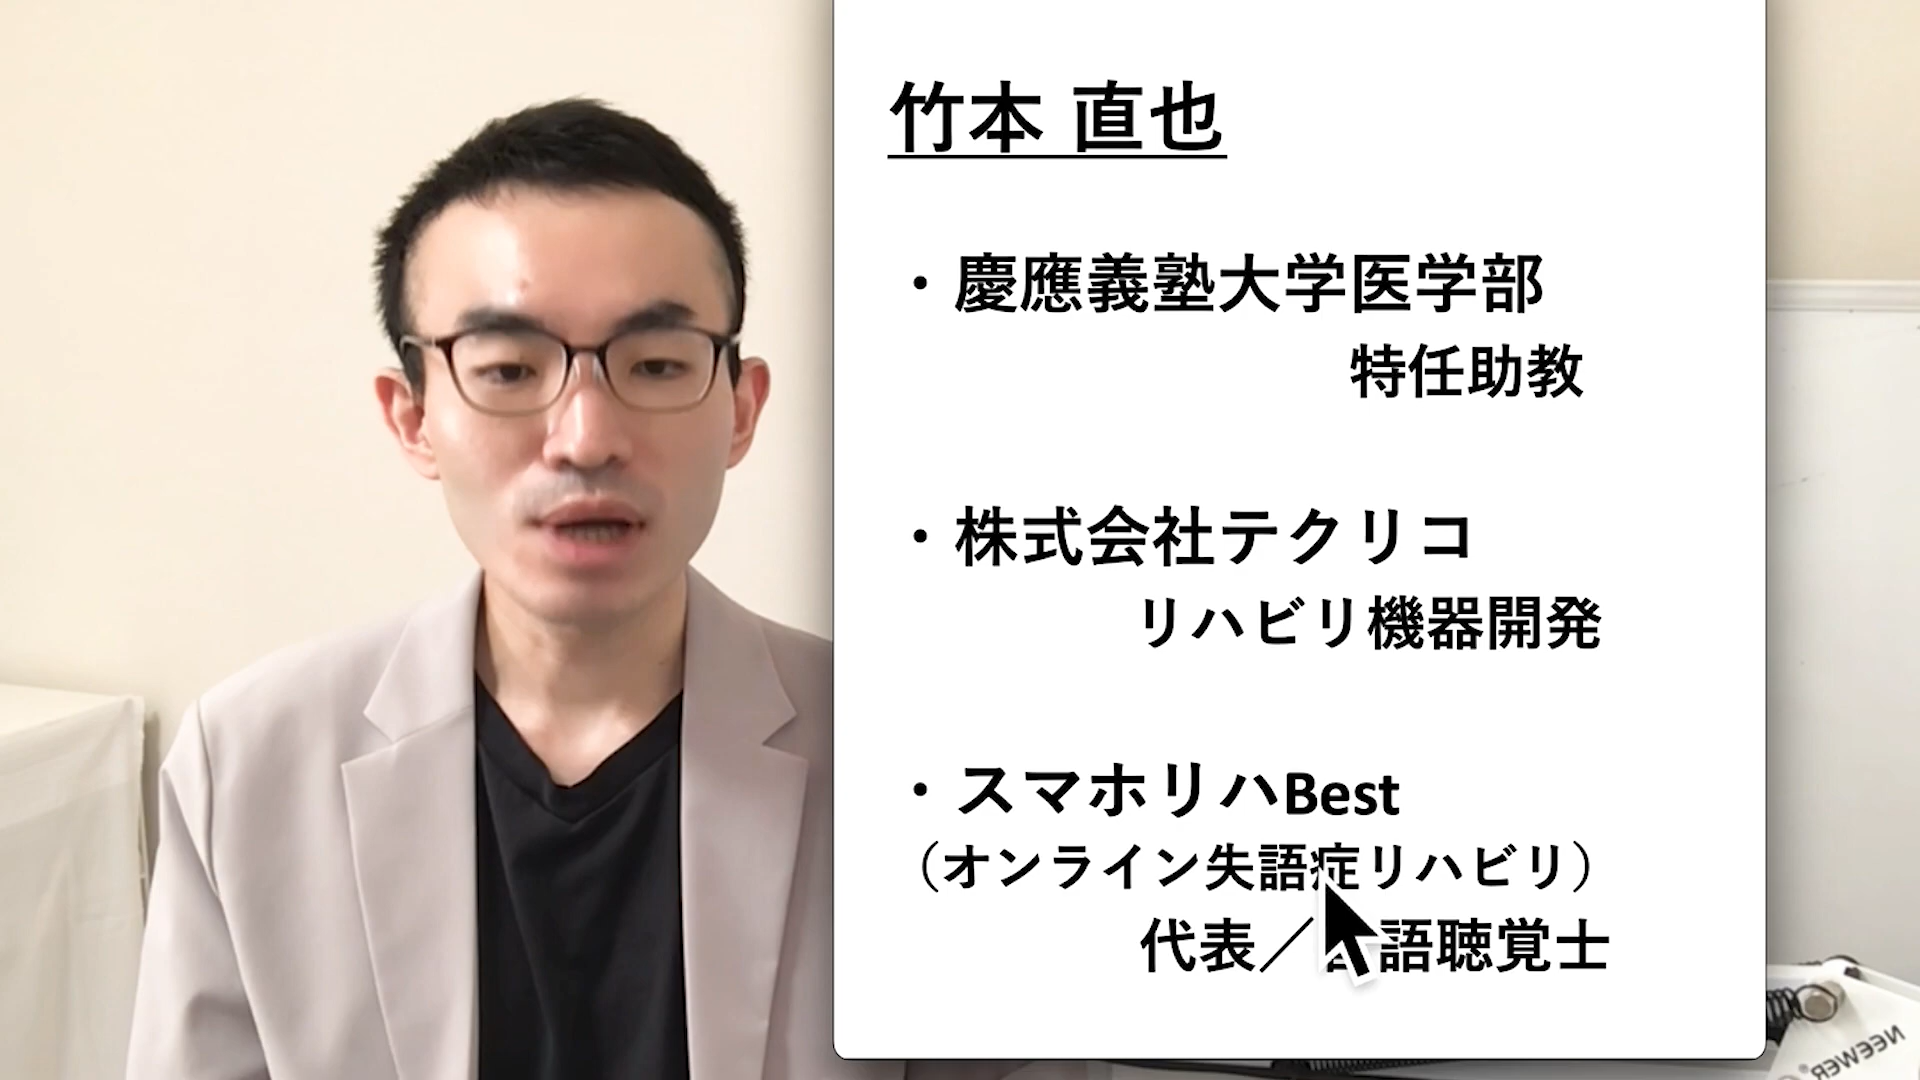 竹本 直也
・慶應義塾大学医学部
特任助教
・株式会社テクリコ
リハビリ機器開発
・スマホリハBest
（オンライン失語症リハビリ）
代表／言語聴覚士
NEEWER®